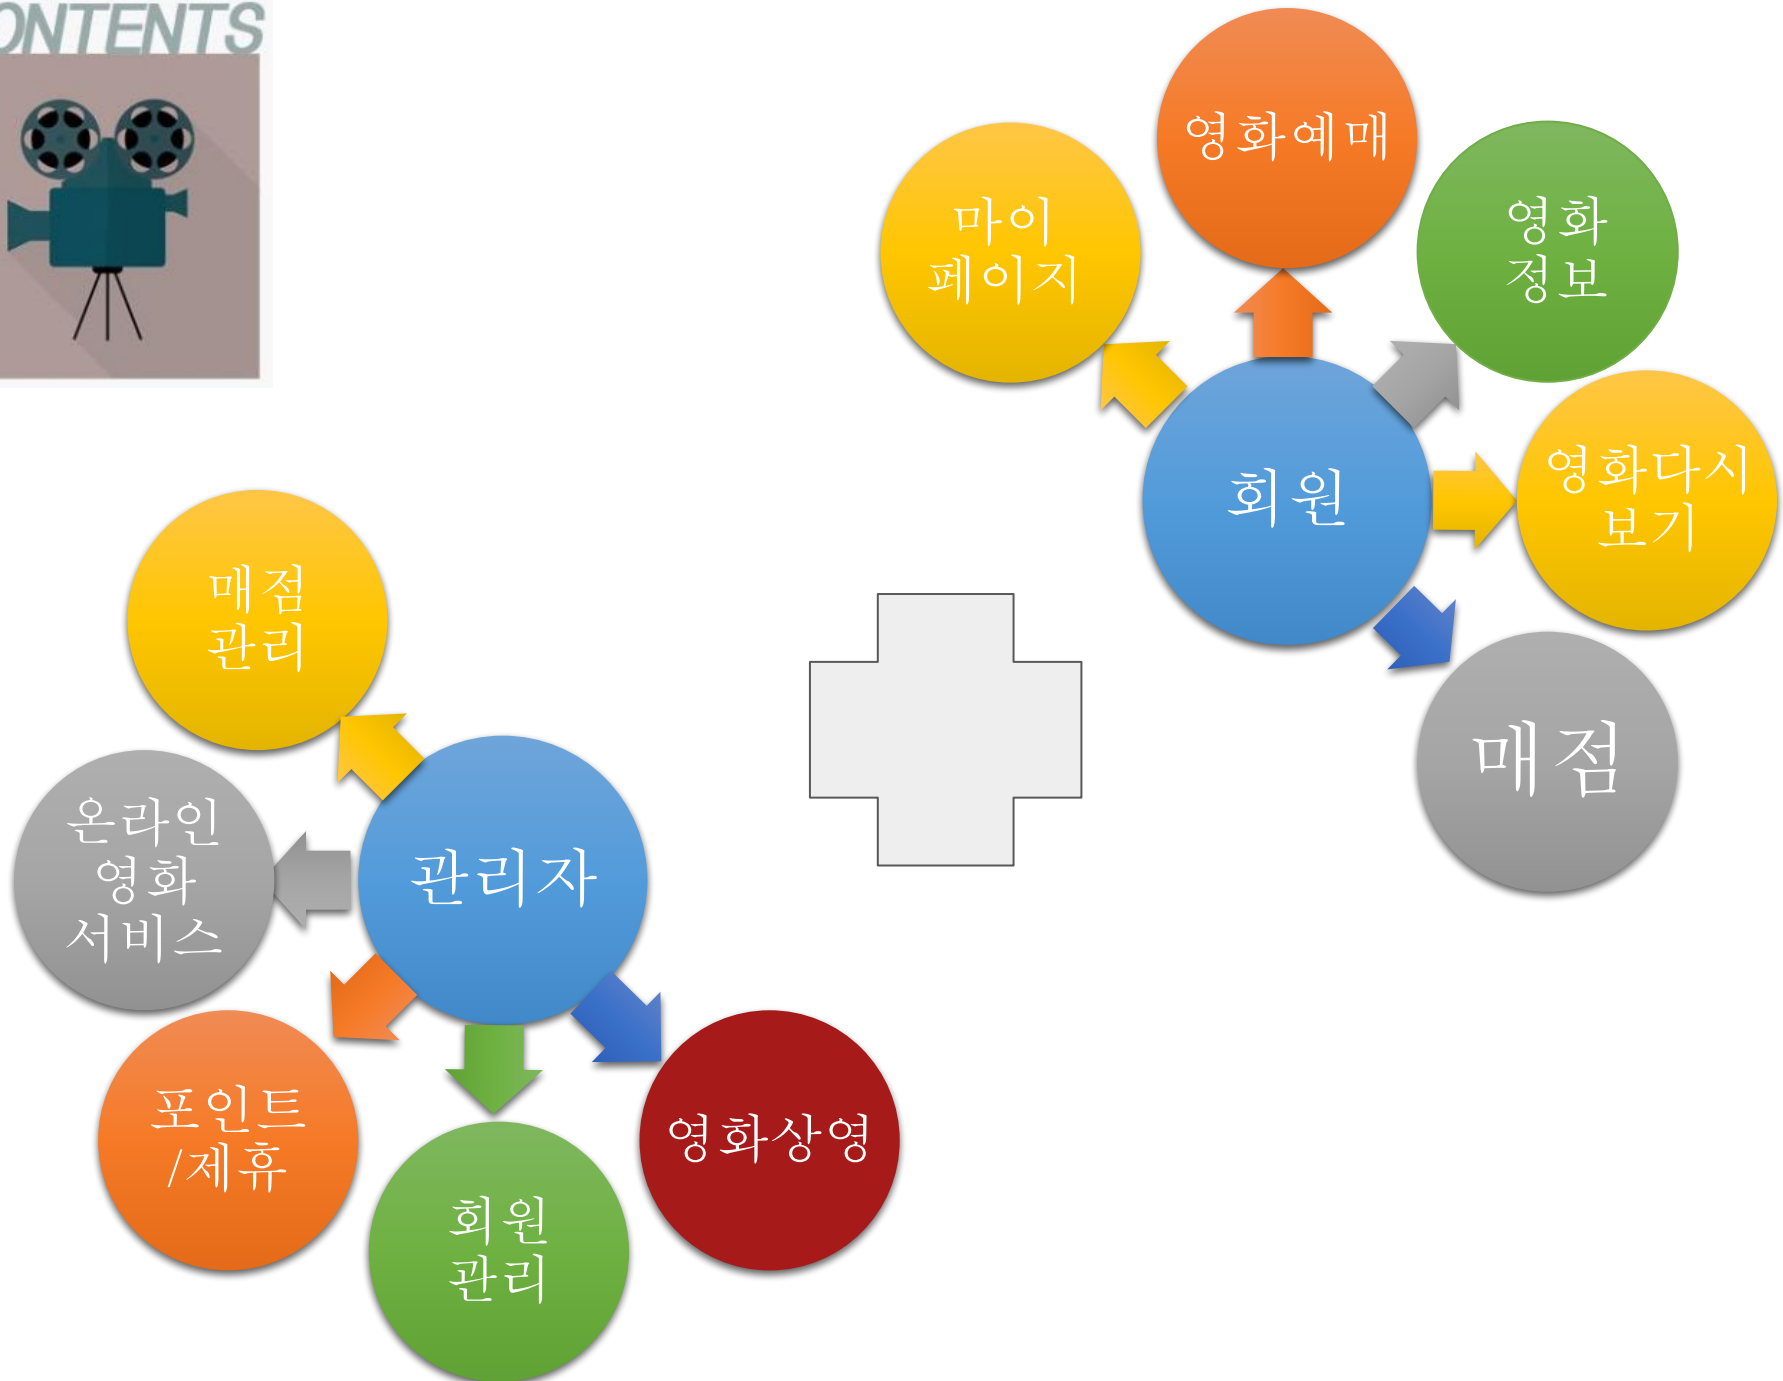 ONTENTS
영화예매
마이
페이지
영화
정보
영화다시
보기
회원
매점
매점
관리
온라인
영화
서비스
관리자
포인트
/제휴
회원
관리
영화상영